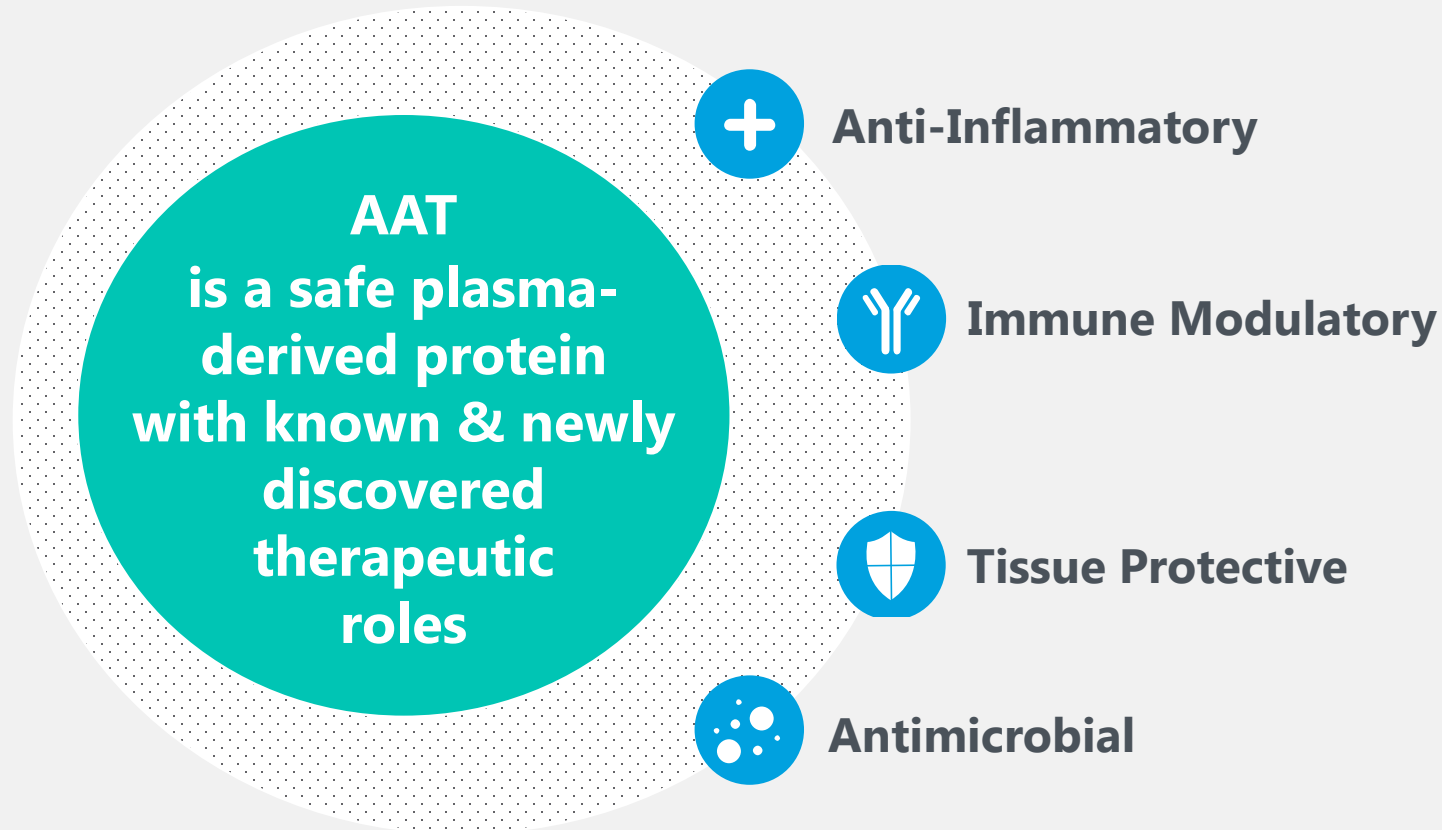 AAT
is a safe plasma-
derived protein
with known & newly
discovered
therapeutic
roles
Anti-Inflammatory
Immune Modulatory
Tissue Protective
Antimicrobial